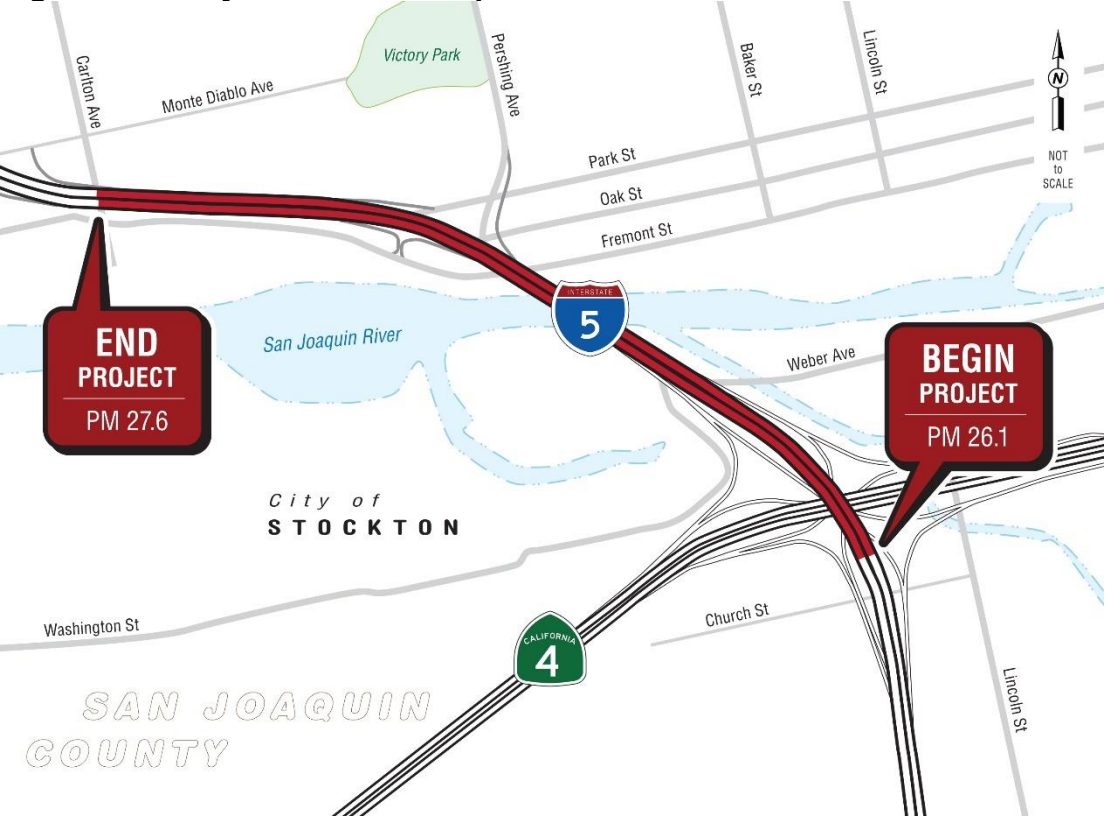 Victory Park
Pershing Ave
Carlton Ave
Monte Diablo Ave
Baker St
Lincoln St
N
NOT
to
SCALE
Park St
Oak St
Fremont St
INTERSTATE
5
San Joaquin River
END
PROJECT
PM 27.6
Weber Ave
BEGIN
PROJECT
PM 26.1
City of
STOCKTON
Washington St
Church St
CALIFORNIA
4
Lincoln St
SAN JOAQUIN
COUNTY